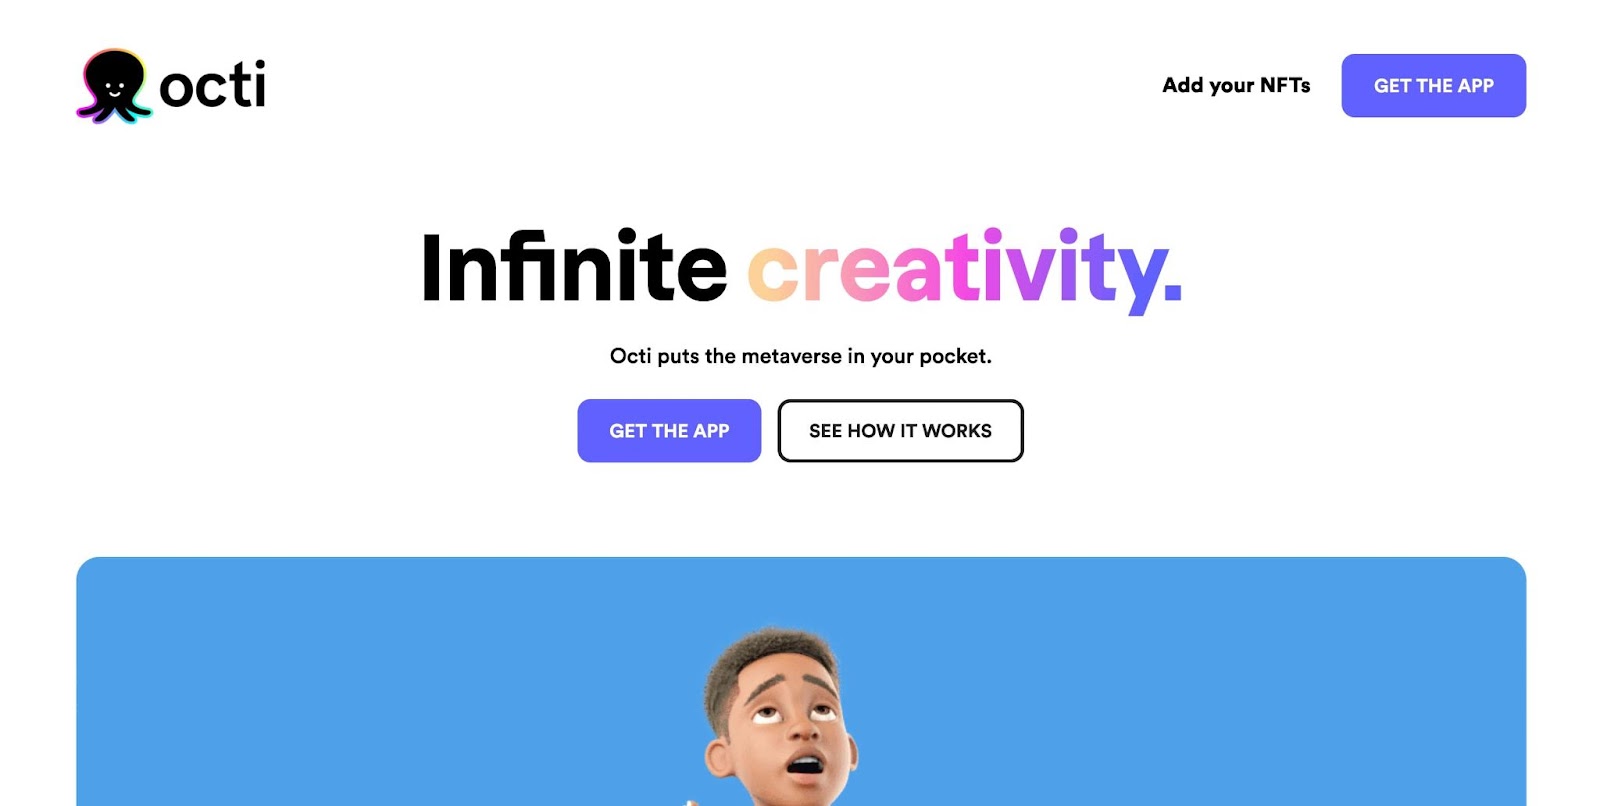 octi
Add your NFTs
GET THE APP
Infinite creativity.
Octi puts the metaverse in your pocket.
GET THE APP
SEE HOW IT WORKS